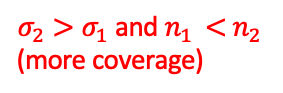 σ₂ > σ₁ and n₁ < n₂
(more coverage)